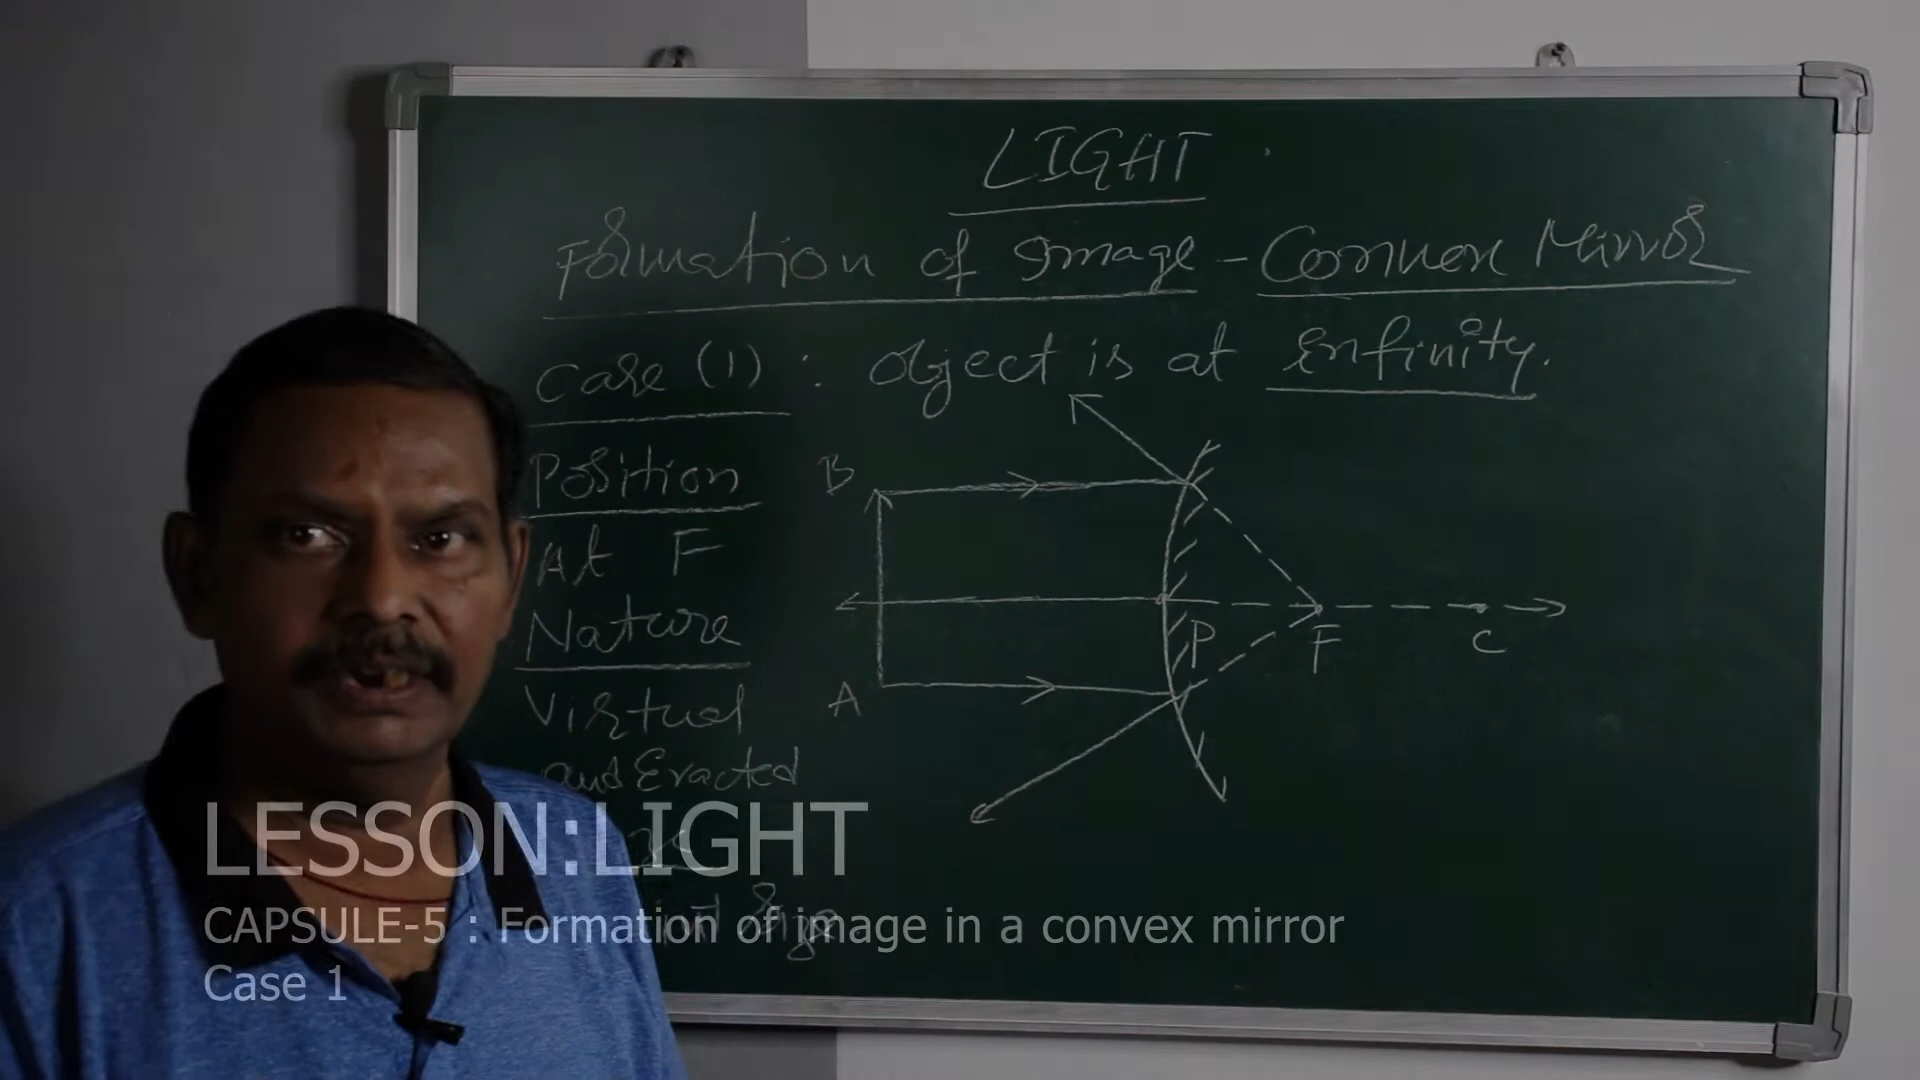 LIGHT
Formation of Image - Convex Mirror
Case (1) : Object is at infinity.
Position
At F
Nature
Virtual
and Eracted
B
A
P
F
C
LESSON:LIGHT
CAPSULE-5 : Formation of image in a convex mirror
Case 1